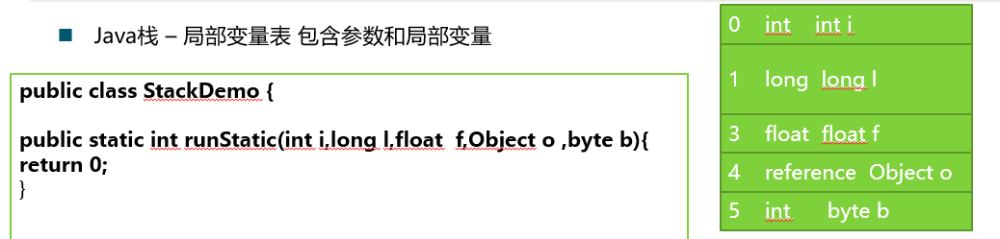 Java栈 – 局部变量表 包含参数和局部变量
public class StackDemo {
public static int runStatic(int i,long l,float  f,Object o ,byte b){
return 0;
}
0 int int i
1 long long l
3 float float f
4 reference Object o
5 int byte b